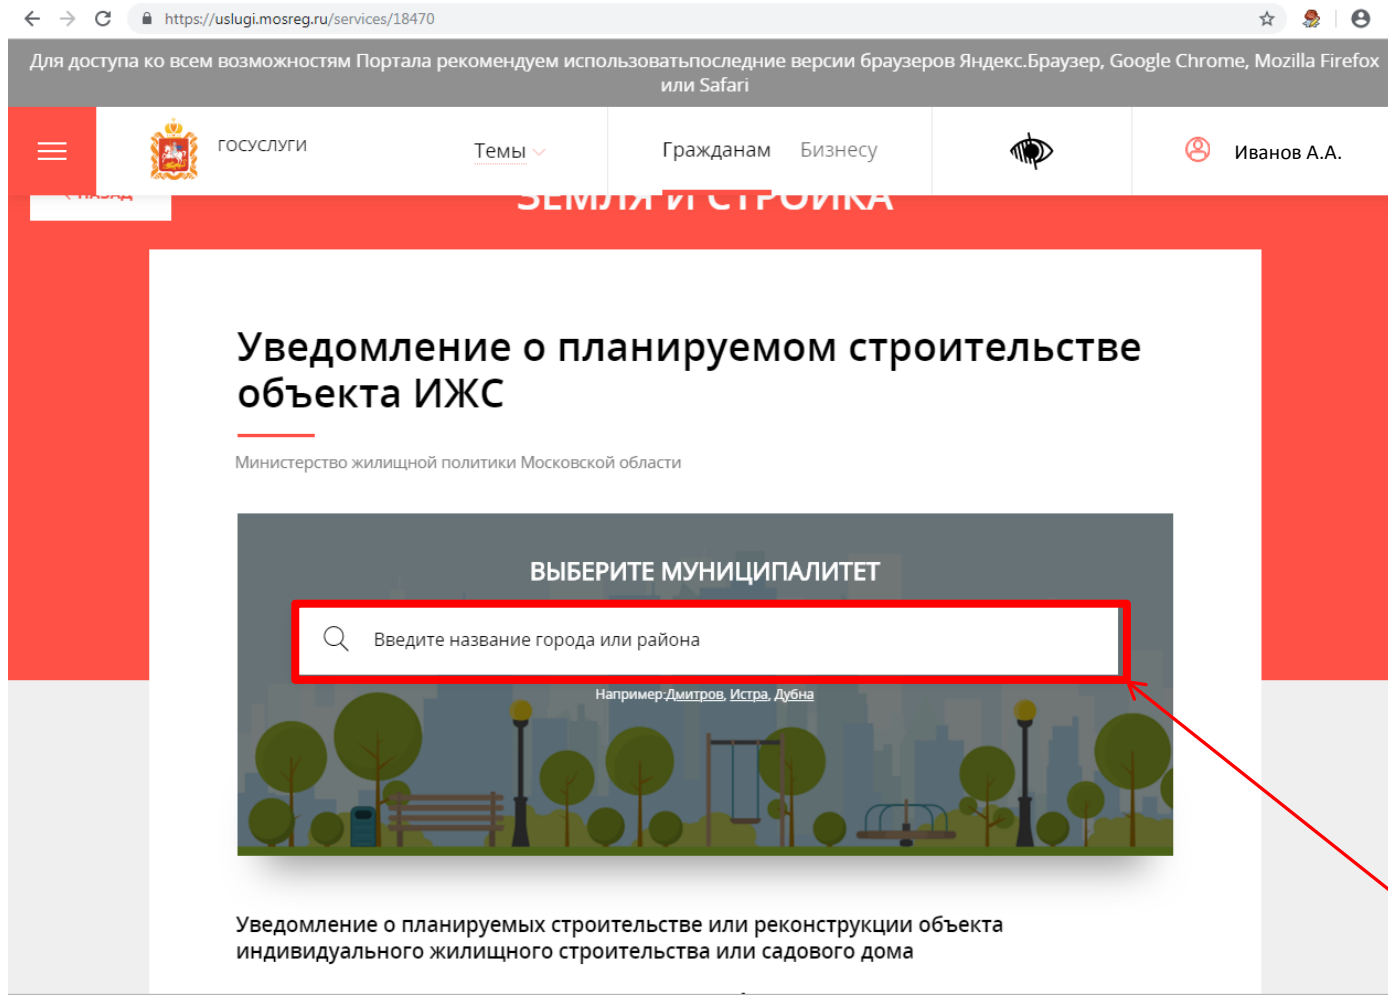 https://uslugi.mosreg.ru/services/18470
Для доступа ко всем возможностям Портала рекомендуем использоватьпоследние версии браузеров Яндекс.Браузер, Google Chrome, Mozilla Firefox
или Safari
ГОСУСЛУГИ
Темы
Гражданам
Бизнесу
Иванов А.А.
НАЗАД
ЗЕМЛЯ И СТРОЙКА
Уведомление о планируемом строительстве
объекта ИЖС
Министерство жилищной политики Московской области
ВЫБЕРИТЕ МУНИЦИПАЛИТЕТ
Введите название города или района
Например:Дмитров, Истра, Дубна
Уведомление о планируемых строительстве или реконструкции объекта
индивидуального жилищного строительства или садового дома